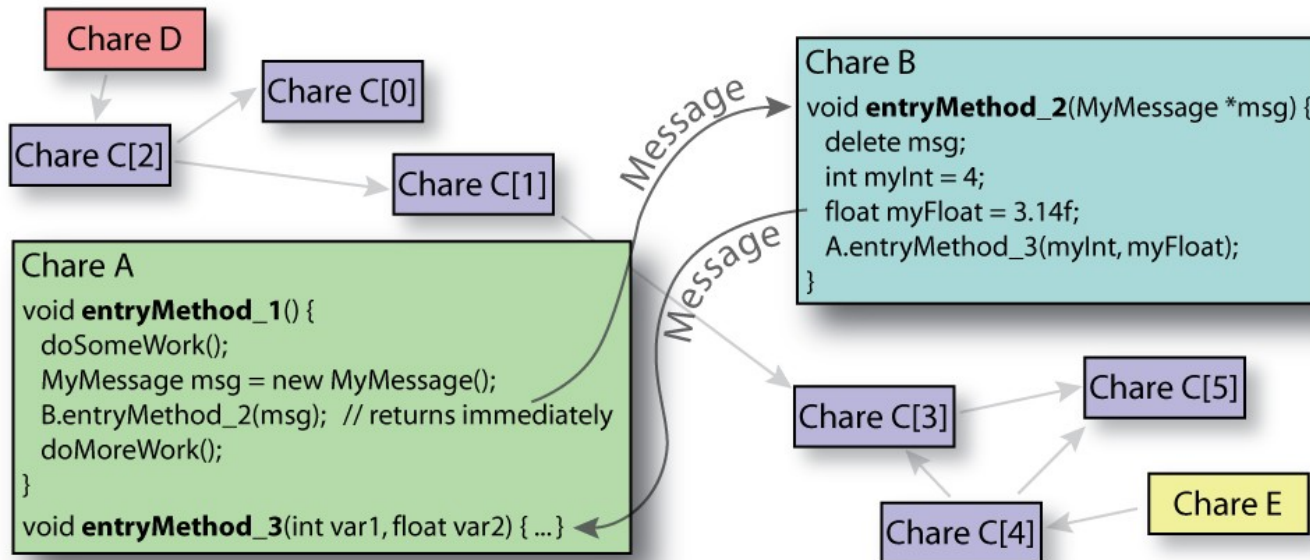 Chare D
Chare C[0]
Chare C[2]
Chare C[1]
Message
Message
Chare B
void entryMethod_2(MyMessage *msg) {
delete msg;
int myInt = 4;
float myFloat = 3.14f;
A.entryMethod_3(myInt, myFloat);
}
Chare A
void entryMethod_1() {
doSomeWork();
MyMessage msg = new MyMessage();
B.entryMethod_2(msg);  // returns immediately
doMoreWork();
}
void entryMethod_3(int var1, float var2) { ... }
Chare C[3]
Chare C[5]
Chare C[4]
Chare E